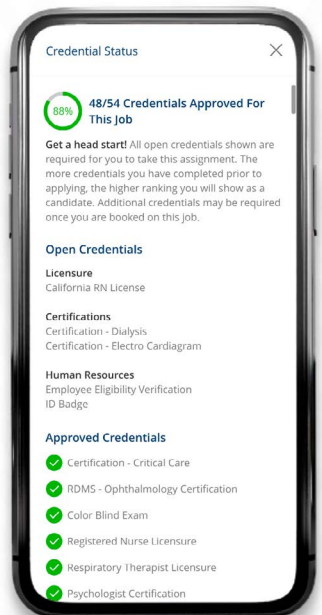 Credential Status
88%
48/54 Credentials Approved For
This Job
Get a head start! All open credentials shown are
required for you to take this assignment. The
more credentials you have completed prior to
applying, the higher ranking you will show as a
candidate. Additional credentials may be required
once you are booked on this job.
Open Credentials
Licensure
California RN License
Certifications
Certification - Dialysis
Certification - Electro Cardiagram
Human Resources
Employee Eligibility Verification
ID Badge
Approved Credentials
Certification - Critical Care
RDMS - Ophthalmology Certification
Color Blind Exam
Registered Nurse Licensure
Respiratory Therapist Licensure
Psychologist Certification